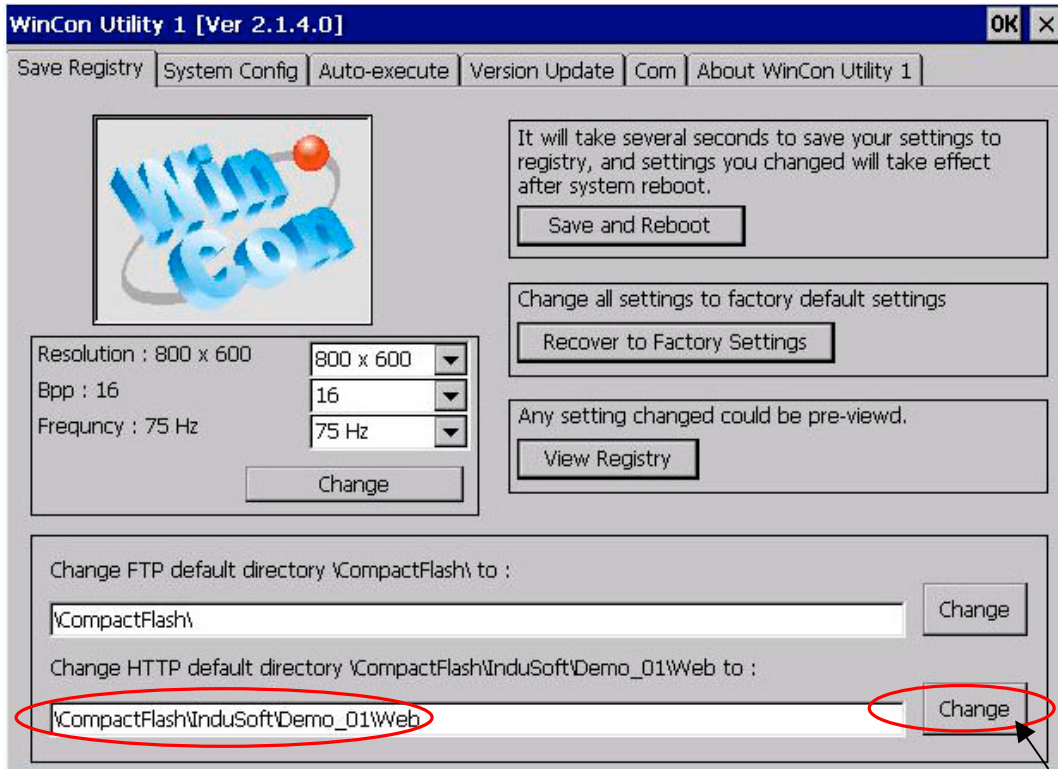 WinCon Utility 1 [Ver 2.1.4.0]
OK ×
Save Registry
System Config
Auto-execute
Version Update
Com
About WinCon Utility 1
Win
Con
It will take several seconds to save your settings to
registry, and settings you changed will take effect
after system reboot.
Save and Reboot
Change all settings to factory default settings
Recover to Factory Settings
Resolution : 800 x 600
800 x 600
Bpp : 16
16
Frequncy : 75 Hz
75 Hz
Change
Any setting changed could be pre-viewd.
View Registry
Change FTP default directory \CompactFlash\ to :
\CompactFlash\
Change
Change HTTP default directory \CompactFlash\InduSoft\Demo_01\Web to :
\CompactFlash\InduSoft\Demo_01\Web
Change